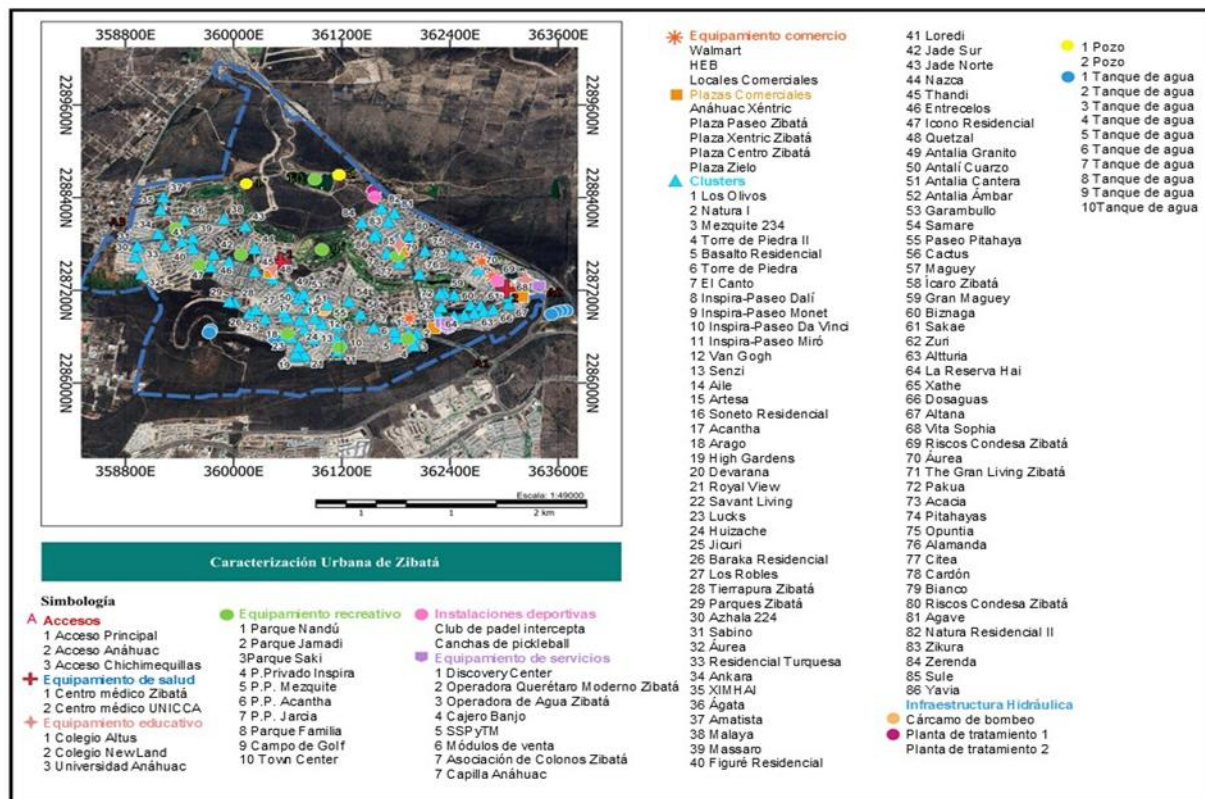 358800E 360000E 361200E 362400E 363600E
2289600N
2288400N
2287200N
2286000N
2289600N
2288400N
2287200N
2286000N
358800E 360000E 361200E 362400E 363600E
Escala: 1:49000
1 1 2 km
Caracterización Urbana de Zibatá
Simbología
A Accesos
1 Acceso Principal
2 Acceso Anáhuac
3 Acceso Chichimequillas
Equipamiento de salud
1 Centro médico Zibatá
2 Centro médico UNICCA
Equipamiento educativo
1 Colegio Altus
2 Colegio NewLand
3 Universidad Anáhuac
Equipamiento recreativo
1 Parque Nandú
2 Parque Jamadi
3Parque Saki
4 P.Privado Inspira
5 P.P. Mezquite
6 P.P. Acantha
7 P.P. Jarcia
8 Parque Familia
9 Campo de Golf
10 Town Center
Instalaciones deportivas
Club de padel intercepta
Canchas de pickleball
Equipamiento de servicios
1 Discovery Center
2 Operadora Querétaro Moderno Zibatá
3 Operadora de Agua Zibatá
4 Cajero Banjo
5 SSPyTM
6 Módulos de venta
7 Asociación de Colonos Zibatá
7 Capilla Anáhuac
Equipamiento comercio
Walmart
HEB
Locales Comerciales
Plazas Comerciales
Anáhuac Xéntric
Plaza Paseo Zibatá
Plaza Xentric Zibatá
Plaza Centro Zibatá
Plaza Zielo
Clusters
1 Los Olivos
2 Natura I
3 Mezquite 234
4 Torre de Piedra II
5 Basalto Residencial
6 Torre de Piedra
7 El Canto
8 Inspira-Paseo Dalí
9 Inspira-Paseo Monet
10 Inspira-Paseo Da Vinci
11 Inspira-Paseo Miró
12 Van Gogh
13 Senzi
14 Aile
15 Artesa
16 Soneto Residencial
17 Acantha
18 Arago
19 High Gardens
20 Devarana
21 Royal View
22 Savant Living
23 Lucks
24 Huizache
25 Jicuri
26 Baraka Residencial
27 Los Robles
28 Tierrapura Zibatá
29 Parques Zibatá
30 Azhala 224
31 Sabino
32 Áurea
33 Residencial Turquesa
34 Ankara
35 XIMHAI
36 Ágata
37 Amatista
38 Malaya
39 Massaro
40 Figuré Residencial
41 Loredi
42 Jade Sur
43 Jade Norte
44 Nazca
45 Thandi
46 Entrecelos
47 Icono Residencial
48 Quetzal
49 Antalia Granito
50 Antalí Cuarzo
51 Antalia Cantera
52 Antalia Ámbar
53 Garambullo
54 Samare
55 Paseo Pitahaya
56 Cactus
57 Maguey
58 Ícaro Zibatá
59 Gran Maguey
60 Biznaga
61 Sakae
62 Zuri
63 Altturia
64 La Reserva Hai
65 Xathe
66 Dosaguas
67 Altana
68 Vita Sophia
69 Riscos Condesa Zibatá
70 Áurea
71 The Gran Living Zibatá
72 Pakua
73 Acacia
74 Pitahayas
75 Opuntia
76 Alamanda
77 Citea
78 Cardón
79 Bianco
80 Riscos Condesa Zibatá
81 Agave
82 Natura Residencial II
83 Zikura
84 Zerenda
85 Sule
86 Yavia
Infraestructura Hidráulica
Cárcamo de bombeo
Planta de tratamiento 1
Planta de tratamiento 2
1 Pozo
2 Pozo
1 Tanque de agua
2 Tanque de agua
3 Tanque de agua
4 Tanque de agua
5 Tanque de agua
6 Tanque de agua
7 Tanque de agua
8 Tanque de agua
9 Tanque de agua
10Tanque de agua